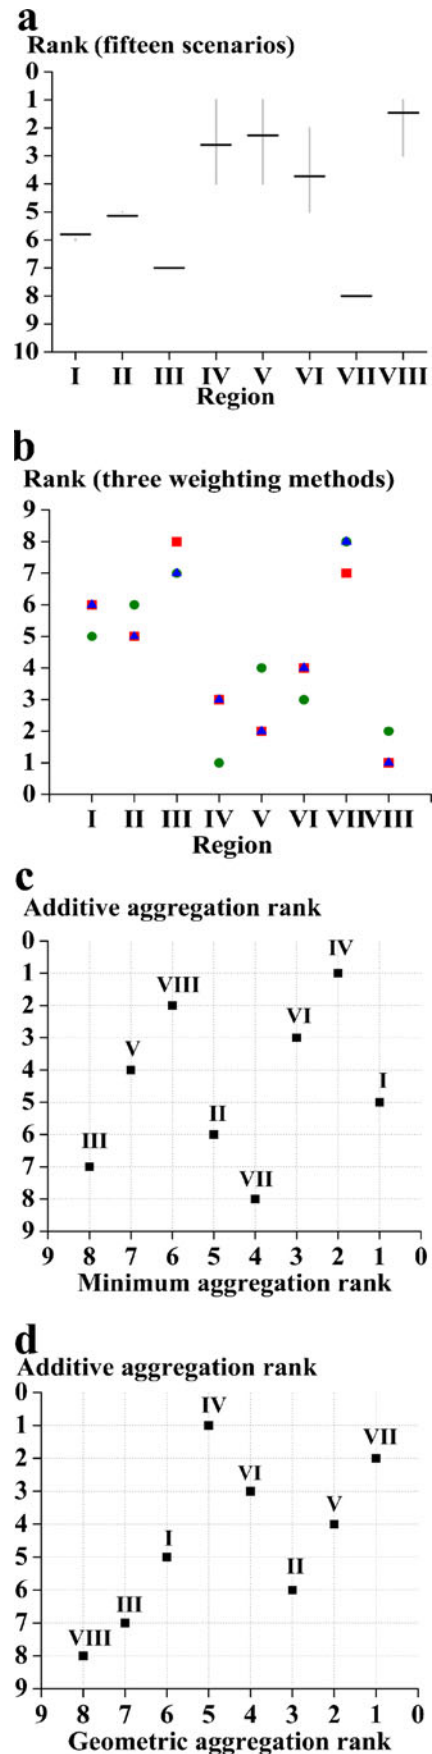 a
Rank (fifteen scenarios)
0
1
2
3
4
5
6
7
8
9
10
I II III IV V VI VII VIII
Region
b
Rank (three weighting methods)
9
8
7
6
5
4
3
2
1
0
I II III IV V VI VII VIII
Region
c
Additive aggregation rank
0
IV
1
VIII
2
VI
3
V
4
I
5
II
6
III
7
VII
8
9
9 8 7 6 5 4 3 2 1 0
Minimum aggregation rank
d
Additive aggregation rank
0
IV
1
VII
2
VI
3
V
4
I
5
II
6
III
7
VIII
8
9
9 8 7 6 5 4 3 2 1 0
Geometric aggregation rank